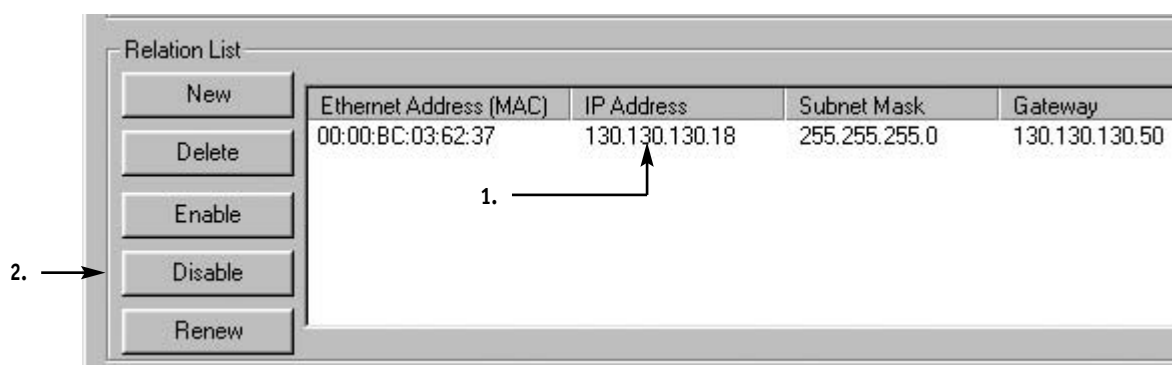 Relation List
New
Delete
Enable
Disable
Renew
Ethernet Address (MAC) IP Address Subnet Mask Gateway
00:00:BC:03:62:37 130.130.130.18 255.255.255.0 130.130.130.50
1.
2.